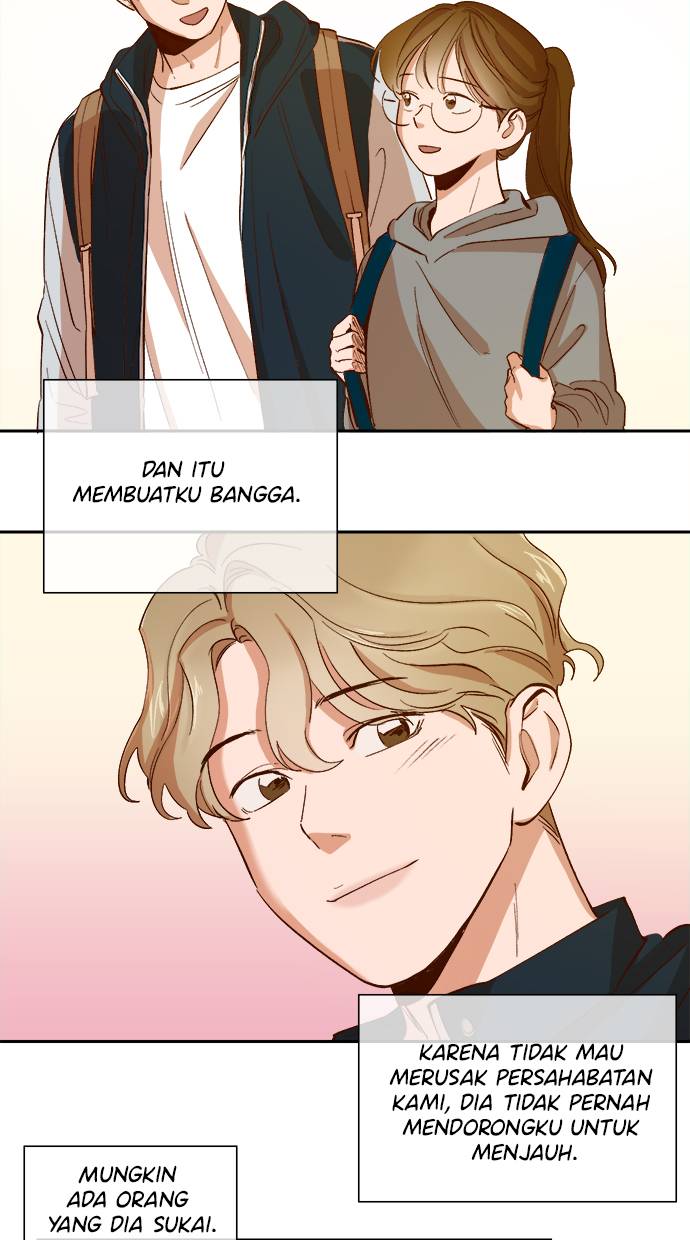 DAN ITU
MEMBUATKU BANGGA.
KARENA TIDAK MAU
MERUSAK PERSAHABATAN
KAMI, DIA TIDAK PERNAH
MENDORONGKU UNTUK
MENJAUH.
MUNGKIN
ADA ORANG
YANG DIA SUKAI.